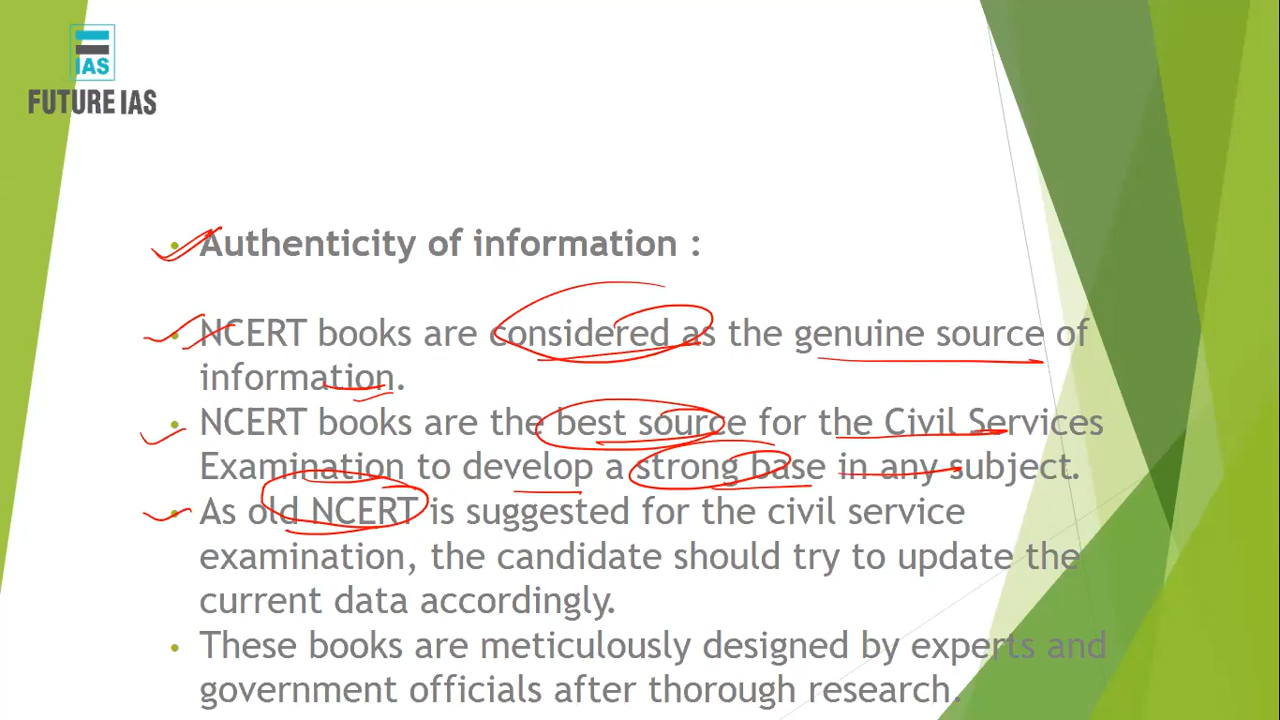 IAS
FUTURE IAS
• Authenticity of information :
• NCERT books are considered as the genuine source of
information.
• NCERT books are the best source for the Civil Services
Examination to develop a strong base in any subject.
• As old NCERT is suggested for the civil service
examination, the candidate should try to update the
current data accordingly.
• These books are meticulously designed by experts and
government officials after thorough research.